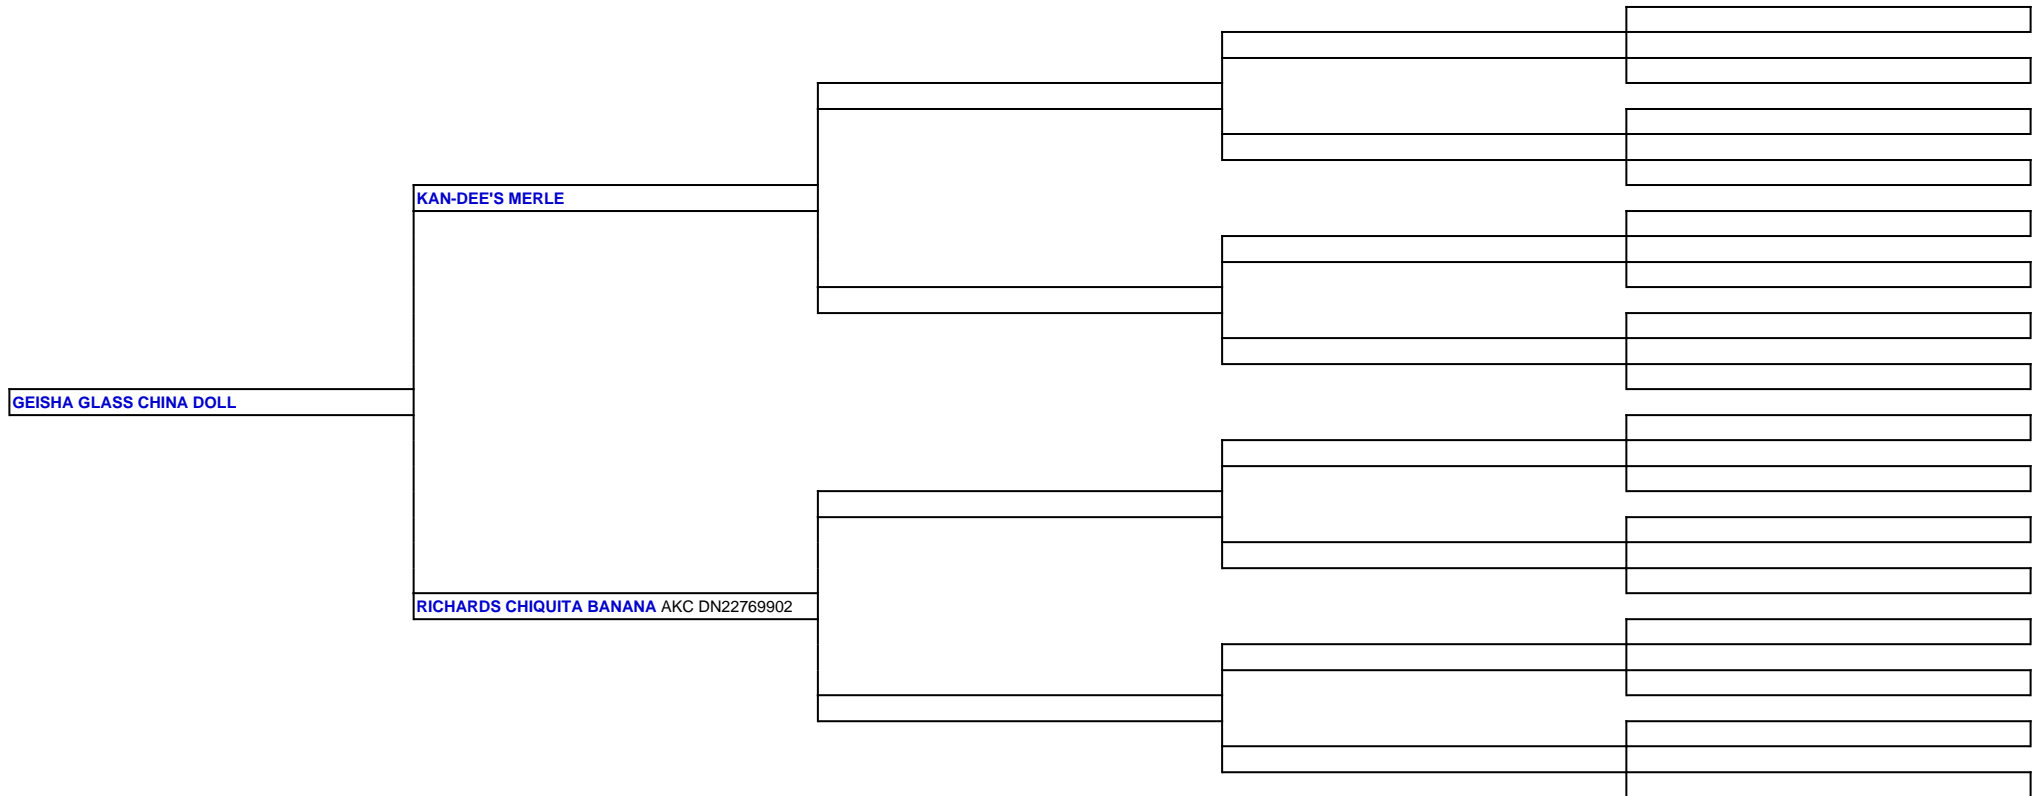 KAN-DEE'S MERLE
GEISHA GLASS CHINA DOLL
RICHARDS CHIQUITA BANANA AKC DN22769902